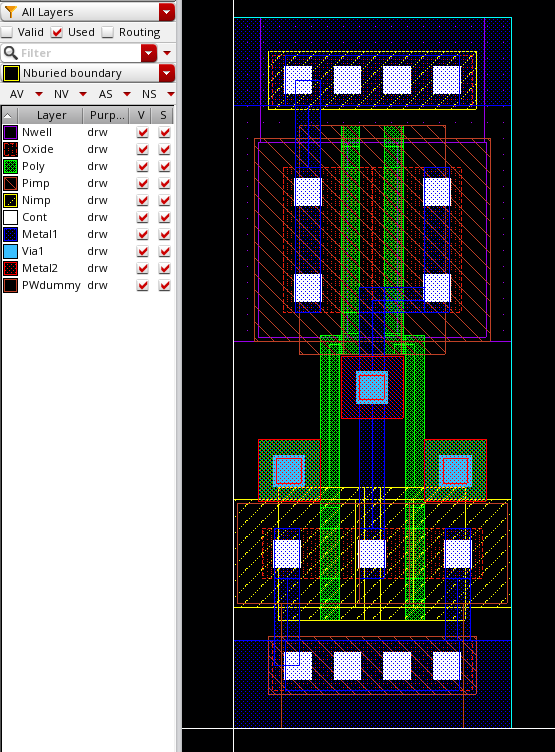 All Layers
Valid Used Routing
Filter
Nburied boundary
AV NV AS NS
Layer Purp... V S
Nwell drw
Oxide drw
Poly drw
Pimp drw
Nimp drw
Cont drw
Metal1 drw
Via1 drw
Metal2 drw
PWdummy drw